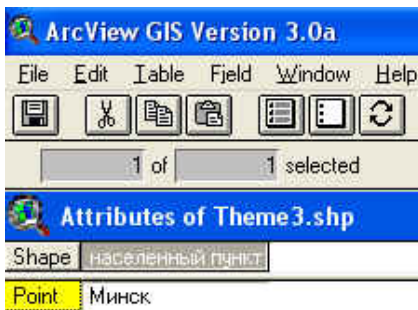 ArcView GIS Version 3.0a
File Edit Table Field Window Help
1 of 1 selected
Attributes of Theme3.shp
Shape населенный пункт
Point Минск